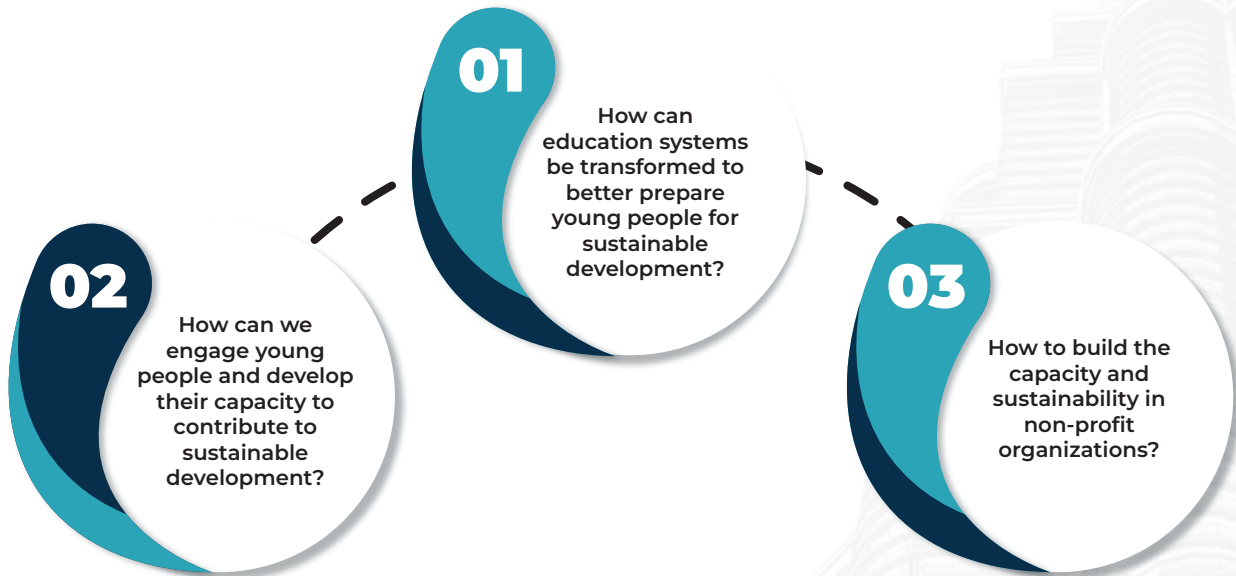 01
How can
education systems
be transformed to
better prepare
young people for
sustainable
development?
02
How can we
engage young
people and develop
their capacity to
contribute to
sustainable
development?
03
How to build the
capacity and
sustainability in
non-profit
organizations?